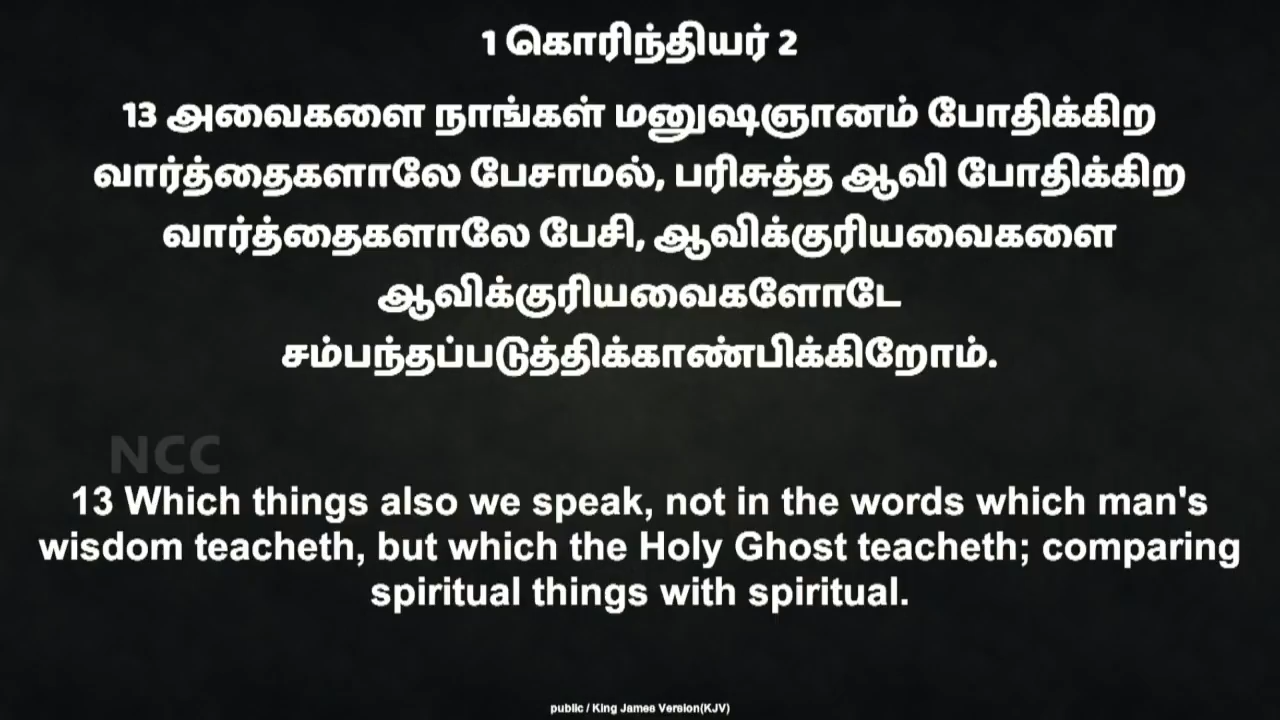 1 கொரிந்தியர் 2
13 அவைகளை நாங்கள் மனுஷஞானம் போதிக்கிற
வார்த்தைகளாலே பேசாமல், பரிசுத்த ஆவி போதிக்கிற
வார்த்தைகளாலே பேசி, ஆவிக்குரியவைகளை
ஆவிக்குரியவைகளோடே
சம்பந்தப்படுத்திக்காண்பிக்கிறோம்.
NCC
13 Which things also we speak, not in the words which man's
wisdom teacheth, but which the Holy Ghost teacheth; comparing
spiritual things with spiritual.
public / King James Version(KJV)